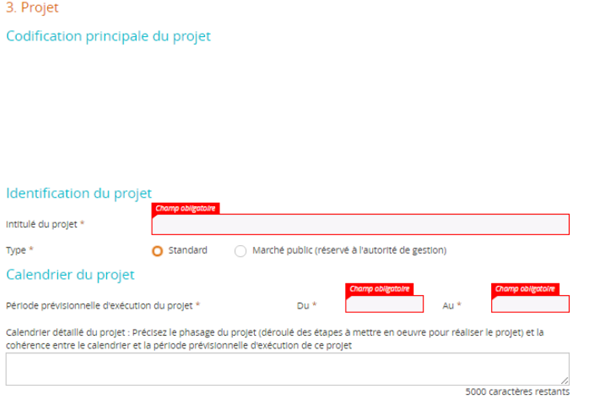 3. Projet
Codification principale du projet
Identification du projet
Champ obligatoire
Intitulé du projet *
Type *
Standard
Marché public (réservé à l'autorité de gestion)
Calendrier du projet
Champ obligatoire
Champ obligatoire
Période prévisionnelle d'exécution du projet *
Du *
Au *
Calendrier détaillé du projet : Précisez le phasage du projet (déroulé des étapes à mettre en oeuvre pour réaliser le projet) et la
cohérence entre le calendrier et la période prévisionnelle d'exécution de ce projet
5000 caractères restants